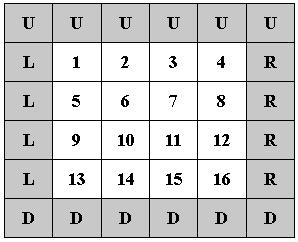 U U U U U U
L 1 2 3 4 R
L 5 6 7 8 R
L 9 10 11 12 R
L 13 14 15 16 R
D D D D D D